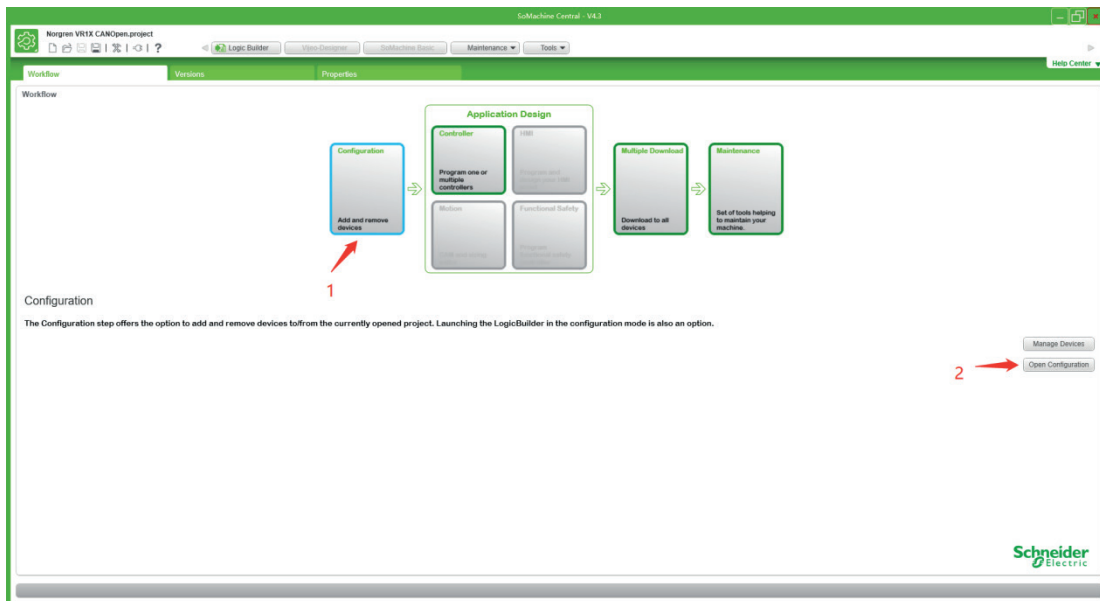 SoMachine Central - V4.3
Norgren VR1X CANOpen.project
Logic Builder
Vijeo-Designer
SoMachine Basic
Maintenance
Tools
Help Center
Workflow
Versions
Properties
Workflow
Application Design
Configuration
Add and remove
devices
Controller
Program one or
multiple
controllers
HMI
Motion
Functional Safety
Multiple Download
Download to all
devices
Maintenance
Set of tools helping
to maintain your
machine.
1
Configuration
The Configuration step offers the option to add and remove devices to/from the currently opened project. Launching the LogicBuilder in the configuration mode is also an option.
Manage Devices
2
Open Configuration
Schneider
Electric